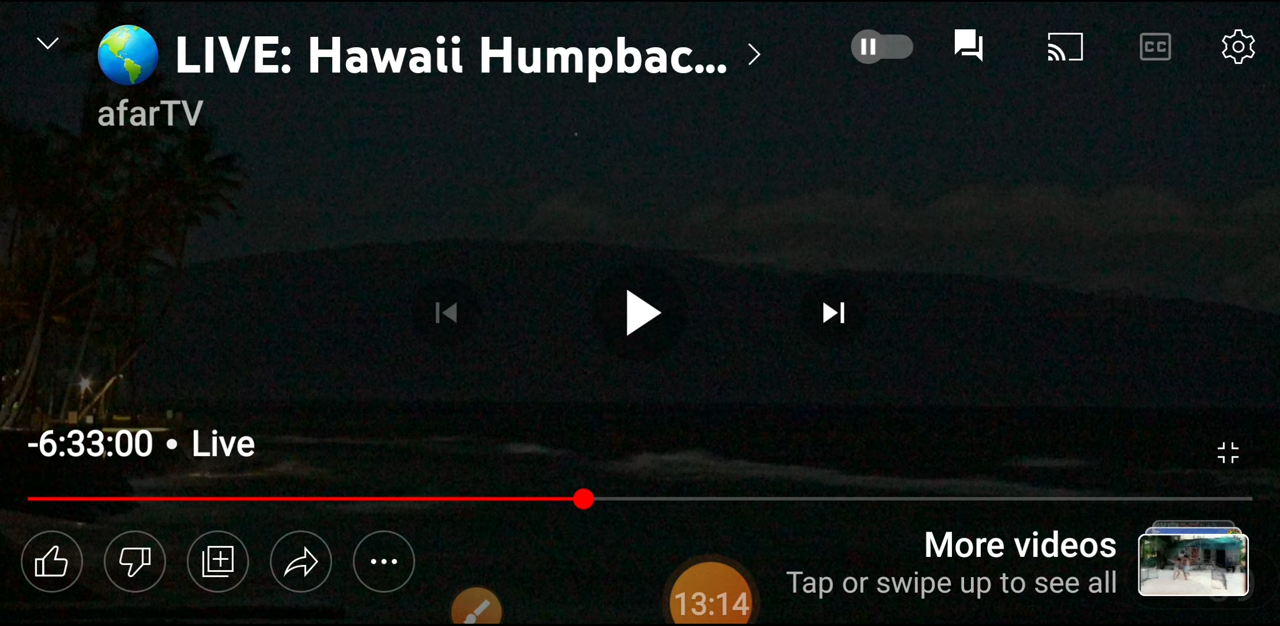 LIVE: Hawaii Humpbac...
afarTV
CC
-6:33:00 • Live
More videos
Tap or swipe up to see all
13:14